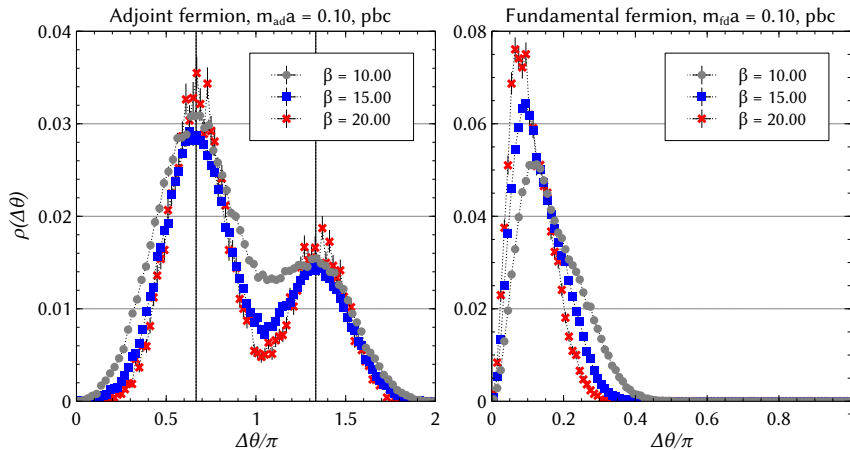 Adjoint fermion, m_ad a = 0.10, pbc
ρ(Δθ)
0.04
0.03
0.02
0.01
0
β = 10.00
β = 15.00
β = 20.00
0 0.5 1 1.5 2
Δθ/π
Fundamental fermion, m_fd a = 0.10, pbc
0.08
0.06
0.04
0.02
0.00
β = 10.00
β = 15.00
β = 20.00
0 0.2 0.4 0.6 0.8 1
Δθ/π